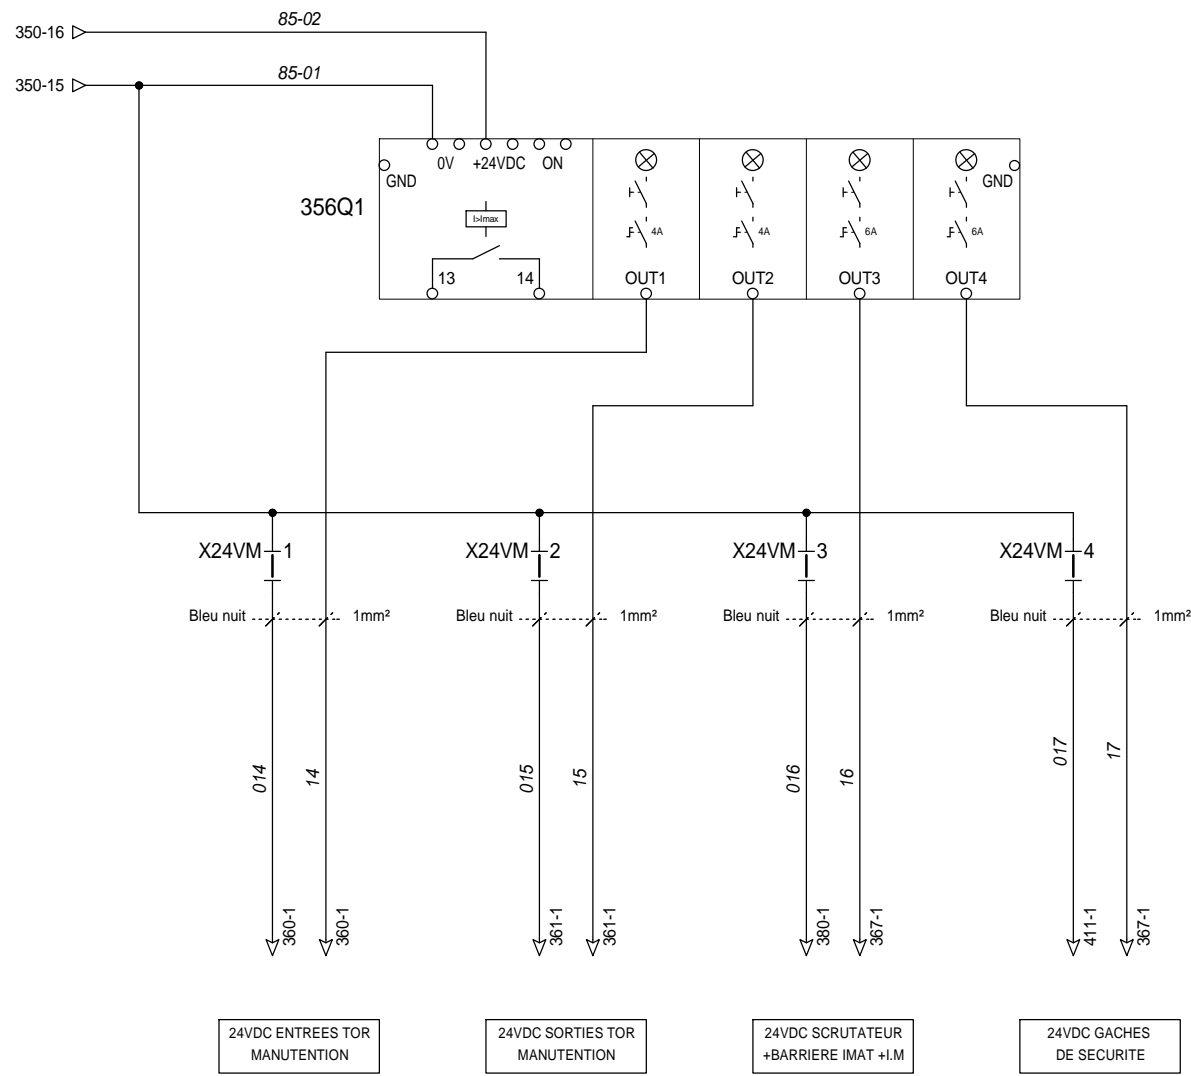 350-16
85-02
350-15
85-01
0V +24VDC ON
GND
GND
356Q1
I>Imax
4A
4A
6A
6A
13
14
OUT1
OUT2
OUT3
OUT4
X24VM 1
X24VM 2
X24VM 3
X24VM 4
Bleu nuit
1mm²
Bleu nuit
1mm²
Bleu nuit
1mm²
Bleu nuit
1mm²
014
14
015
15
016
16
017
17
360-1
360-1
361-1
361-1
380-1
367-1
411-1
367-1
24VDC ENTREES TOR
MANUTENTION
24VDC SORTIES TOR
MANUTENTION
24VDC SCRUTATEUR
+BARRIERE IMAT +I.M
24VDC GACHES
DE SECURITE